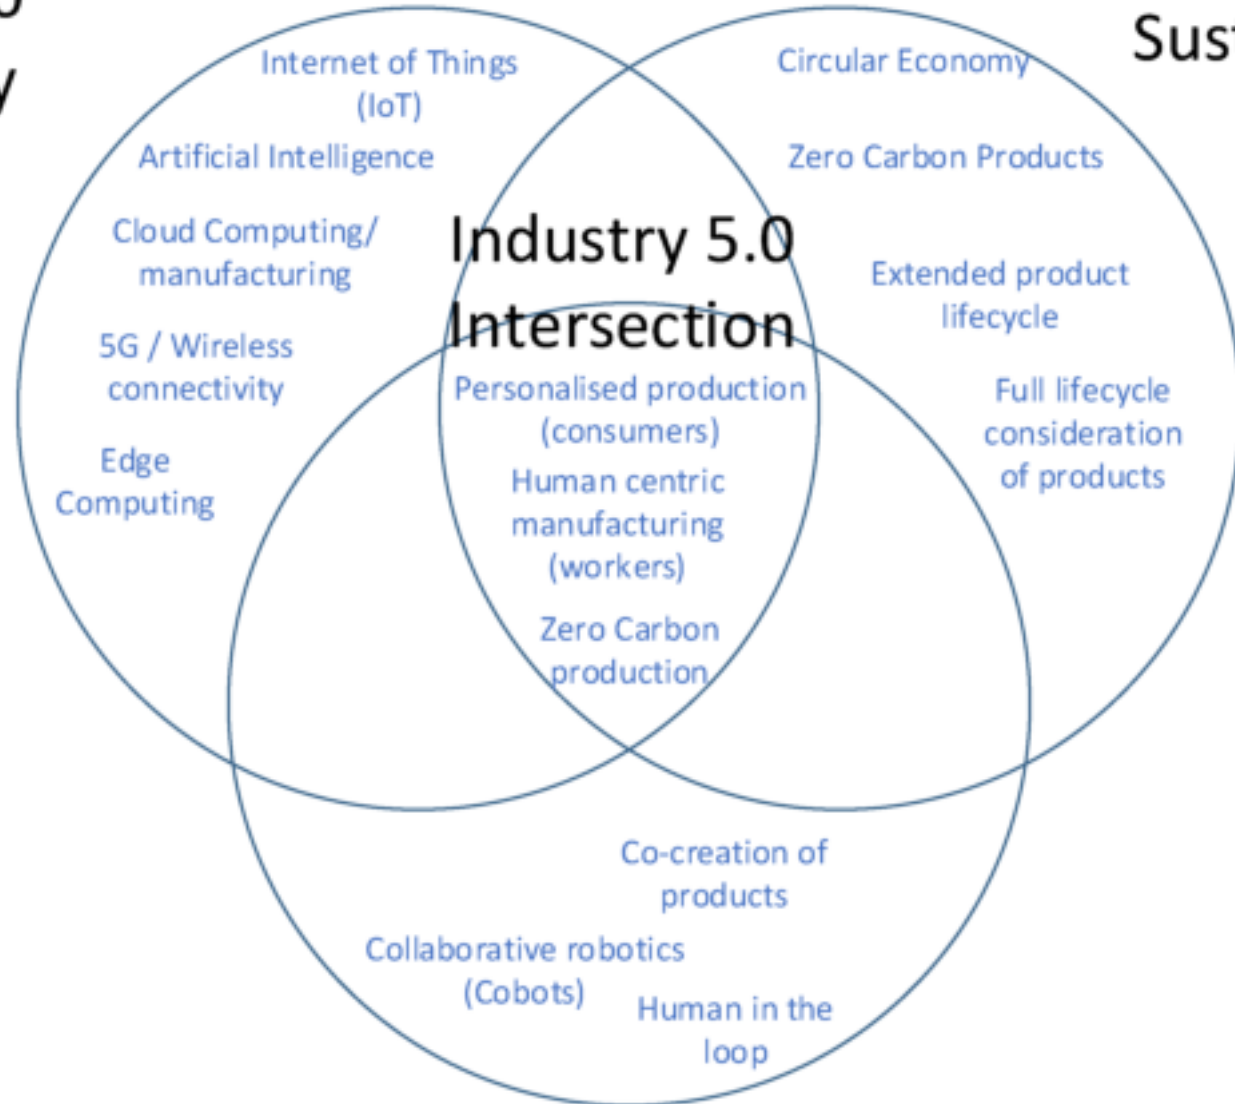 Internet of Things
(IoT)
Artificial Intelligence
Cloud Computing/
manufacturing
5G / Wireless
connectivity
Edge
Computing
Circular Economy
Zero Carbon Products
Extended product
lifecycle
Full lifecycle
consideration
of products
Industry 5.0
Intersection
Personalised production
(consumers)
Human centric
manufacturing
(workers)
Zero Carbon
production
Co-creation of
products
Collaborative robotics
(Cobots)
Human in the
loop